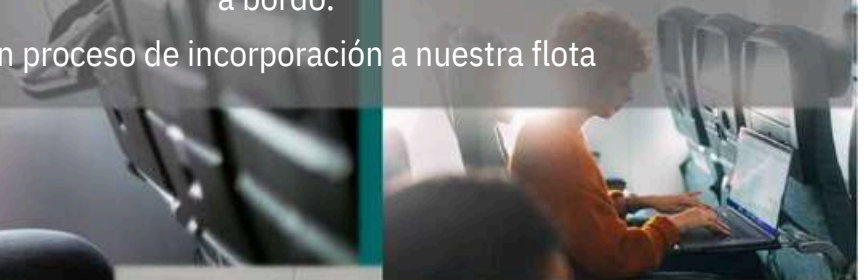 a bordo.
n proceso de incorporación a nuestra flota